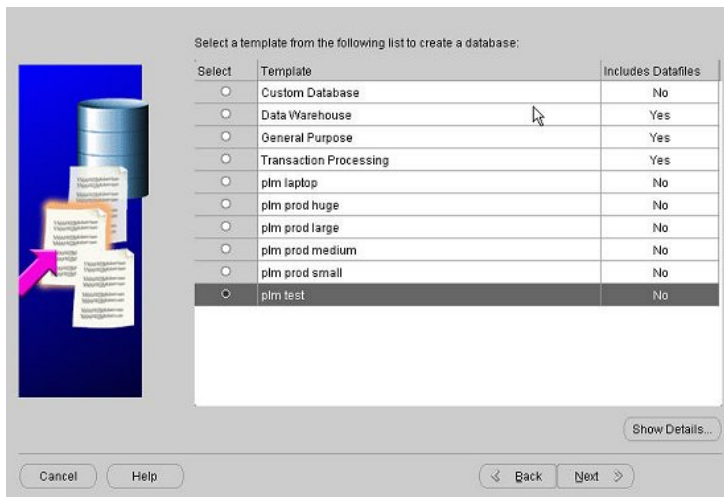 Select a template from the following list to create a database:
Select Template Includes Datafiles
Custom Database No
Data Warehouse Yes
General Purpose Yes
Transaction Processing Yes
plm laptop No
plm prod huge No
plm prod large No
plm prod medium No
plm prod small No
plm test No
Show Details...
Cancel Help Back Next